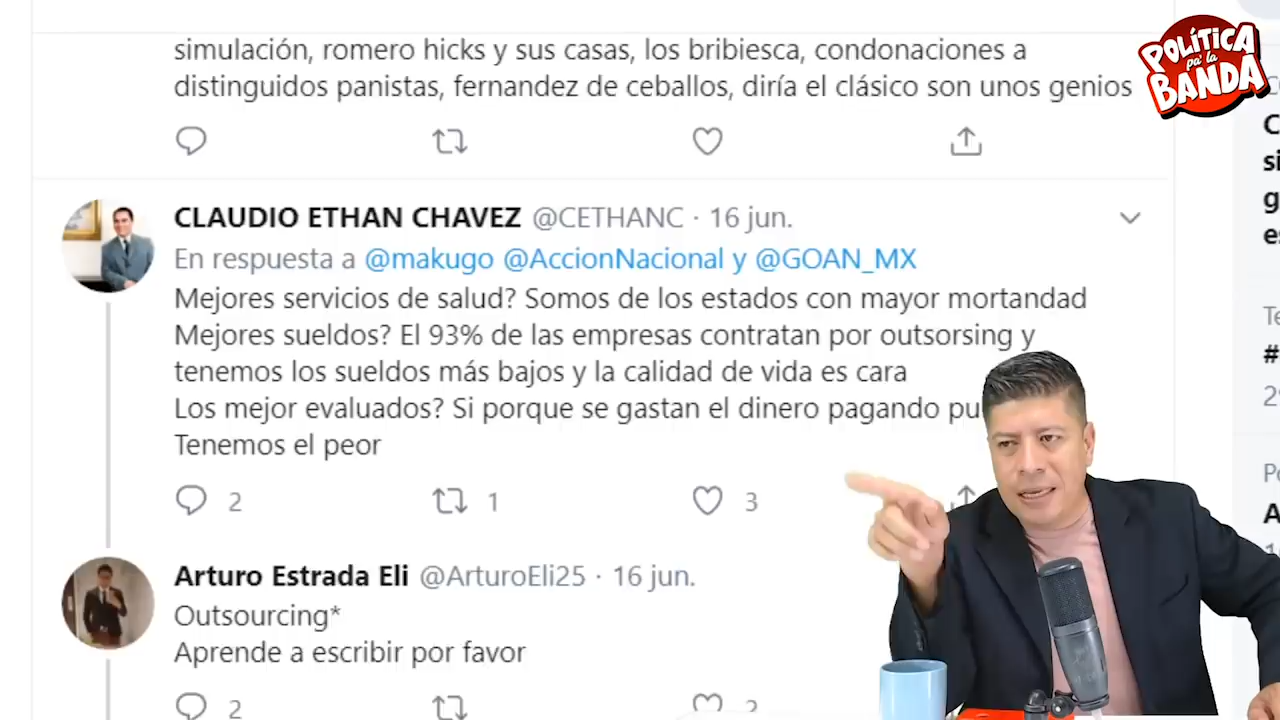 simulación, romero hicks y sus casas, los bribiesca, condonaciones a
distinguidos panistas, fernandez de ceballos, diría el clásico son unos genios
POLÍTICA
pa' la
BANDA
CLAUDIO ETHAN CHAVEZ @CETHANC · 16 jun.
En respuesta a @makugo @AccionNacional y @GOAN_MX
Mejores servicios de salud? Somos de los estados con mayor mortandad
Mejores sueldos? El 93% de las empresas contratan por outsorsing y
tenemos los sueldos más bajos y la calidad de vida es cara
Los mejor evaluados? Si porque se gastan el dinero pagando
Tenemos el peor
2 1 3
Arturo Estrada Eli @ArturoEli25 · 16 jun.
Outsourcing*
Aprende a escribir por favor
2 2